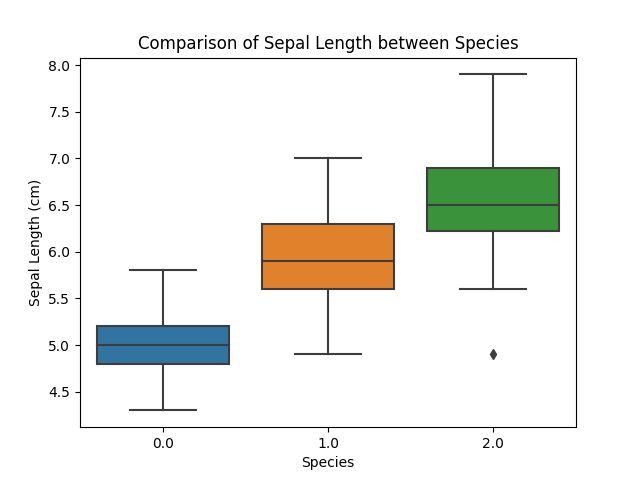 Comparison of Sepal Length between Species
8.0
7.5
7.0
6.5
6.0
5.5
5.0
4.5
Sepal Length (cm)
0.0 1.0 2.0
Species